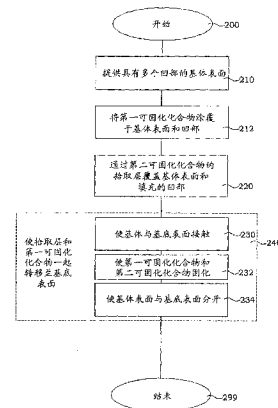 开始
200
提供具有多个凹部的基体表面
210
将第一可固化化合物涂覆
于基体表面和凹部
212
通过第二可固化化合物的
拾取层覆盖基体表面和
填充的凹部
220
使拾取层和
第一可固化
化合物一起
转移至基底
表面
使基体与基底表面接触
230
240
使第一可固化化合物和
第二可固化化合物固化
232
使基体表面与基底表面分开
234
结束
299